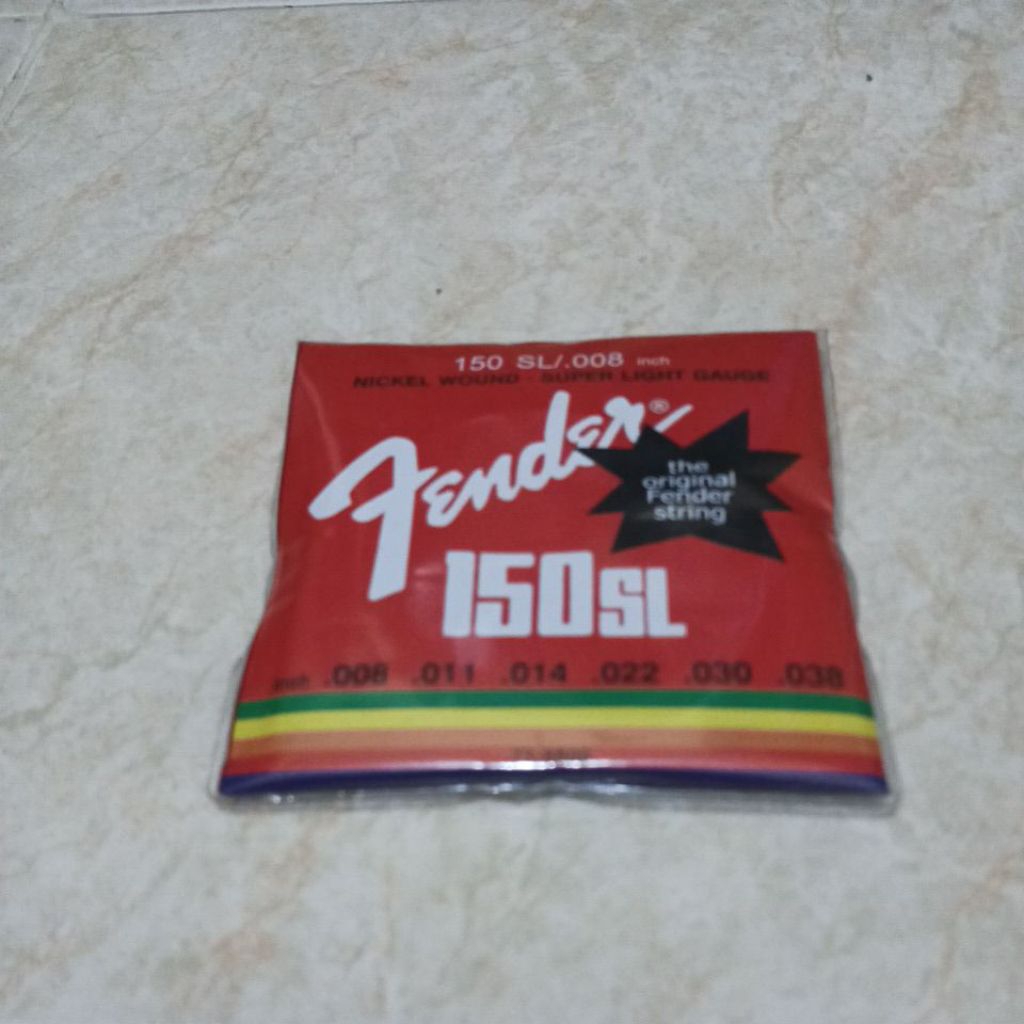 150 SL/.008 inch
NICKEL WOUND - SUPER LIGHT GAUGE
Fender®
the
original
Fender
string
150SL
inch .008 .011 .014 .022 .030 .038